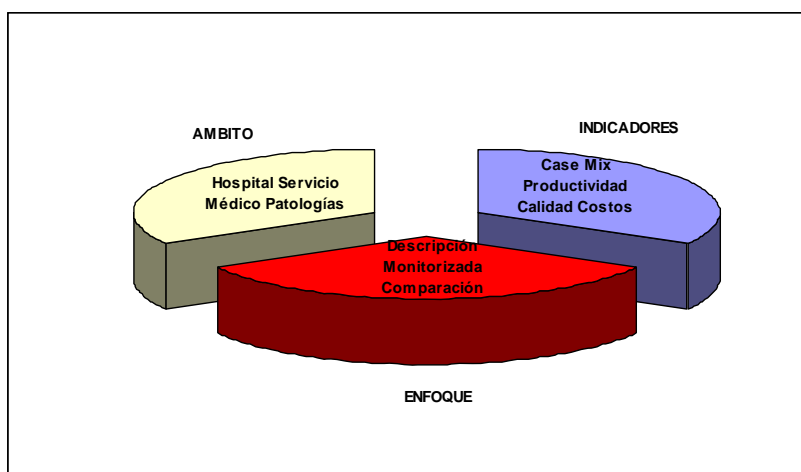 AMBITO
Hospital Servicio
Médico Patologías
INDICADORES
Case Mix
Productividad
Calidad Costos
Descripción
Monitorizada
Comparación
ENFOQUE